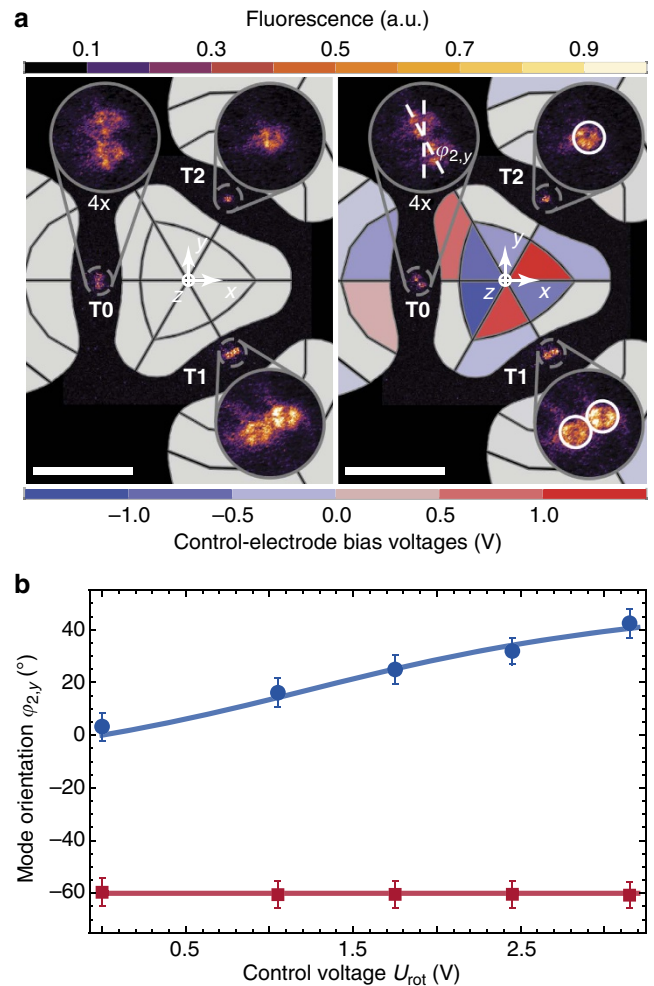 a
Fluorescence (a.u.)
0.1 0.3 0.5 0.7 0.9
4x
T2
T0
T1
y
x
z
φ2,y
4x
T2
T0
T1
y
x
z
–1.0 –0.5 0.0 0.5 1.0
Control-electrode bias voltages (V)
b
Mode orientation φ2,y (°)
40
20
0
–20
–40
–60
0.5 1.5 2.5
Control voltage Urot (V)